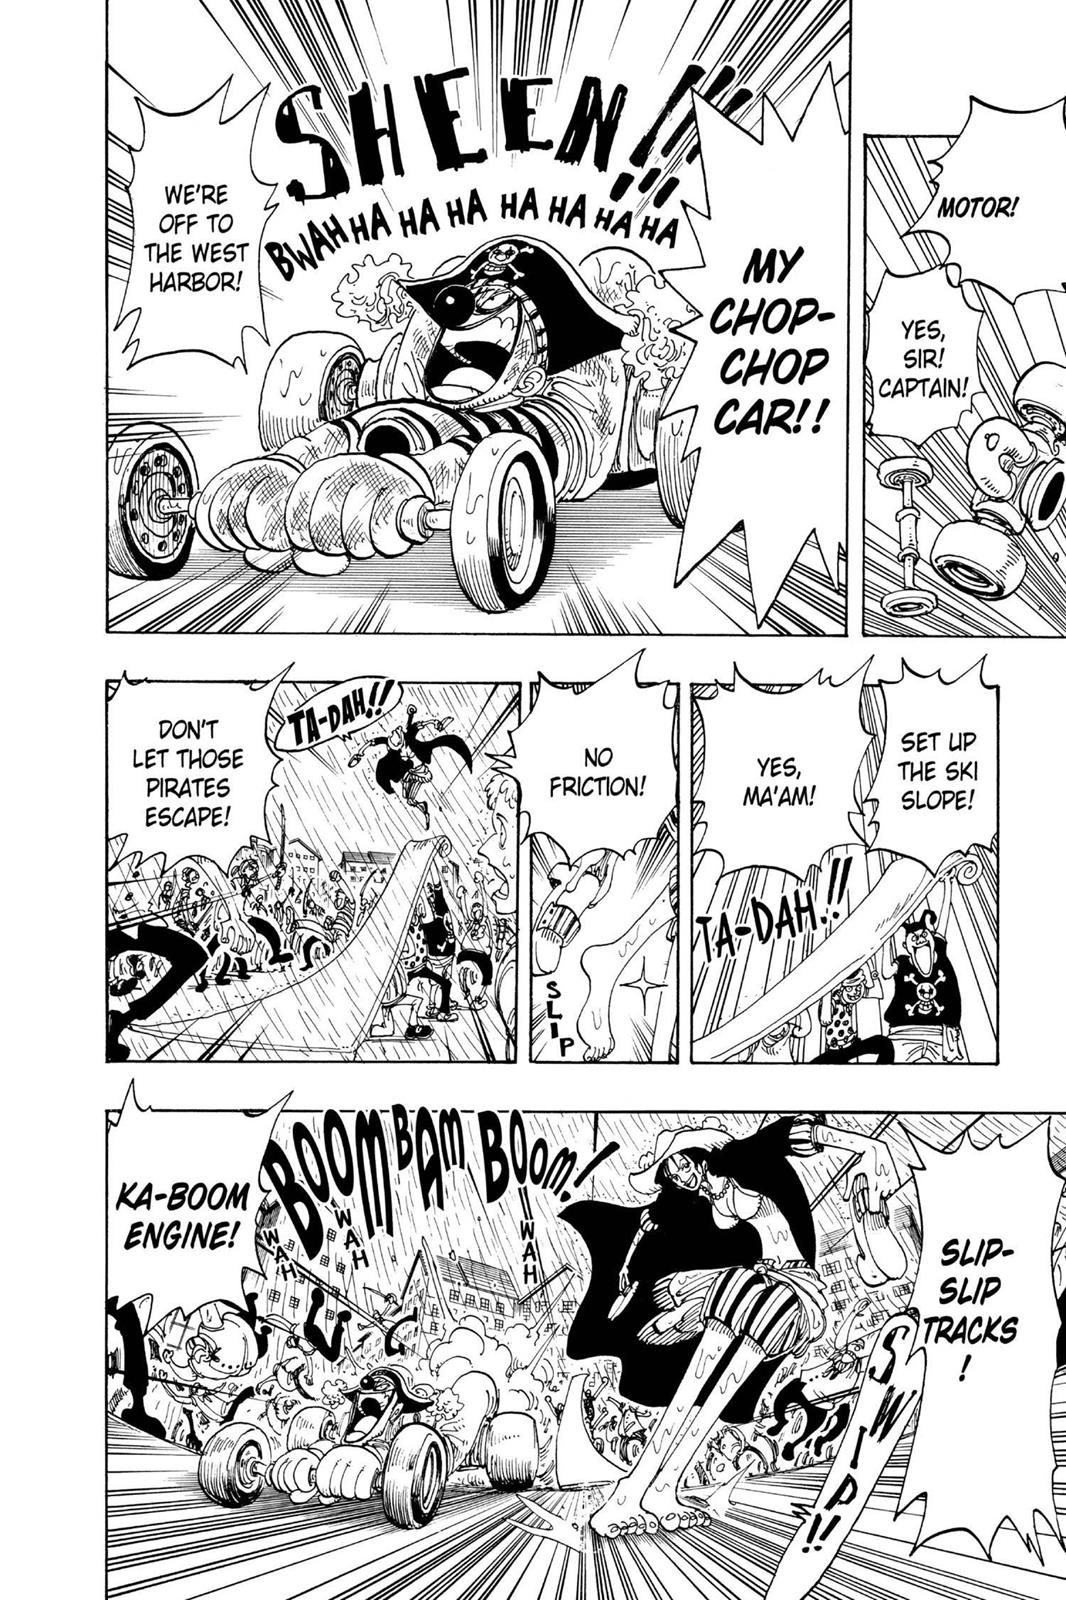 MOTOR!
YES,
SIR!
CAPTAIN!
MY
CHOP-
CHOP
CAR!!
SHEEN!!!
BWAH HA HA HA HA HA HA HA
!!
WE'RE
OFF TO
THE WEST
HARBOR!
SET UP
THE SKI
SLOPE!
YES,
MA'AM!
TA-DAH!!
NO
FRICTION!
SLIP
TA-DAH!!
DON'T
LET THOSE
PIRATES
ESCAPE!
SLIP-
SLIP
TRACKS
!
SWIP!!
BOOM BAM BOOM!
WAH
WAH
WAH
KA-BOOM
ENGINE!